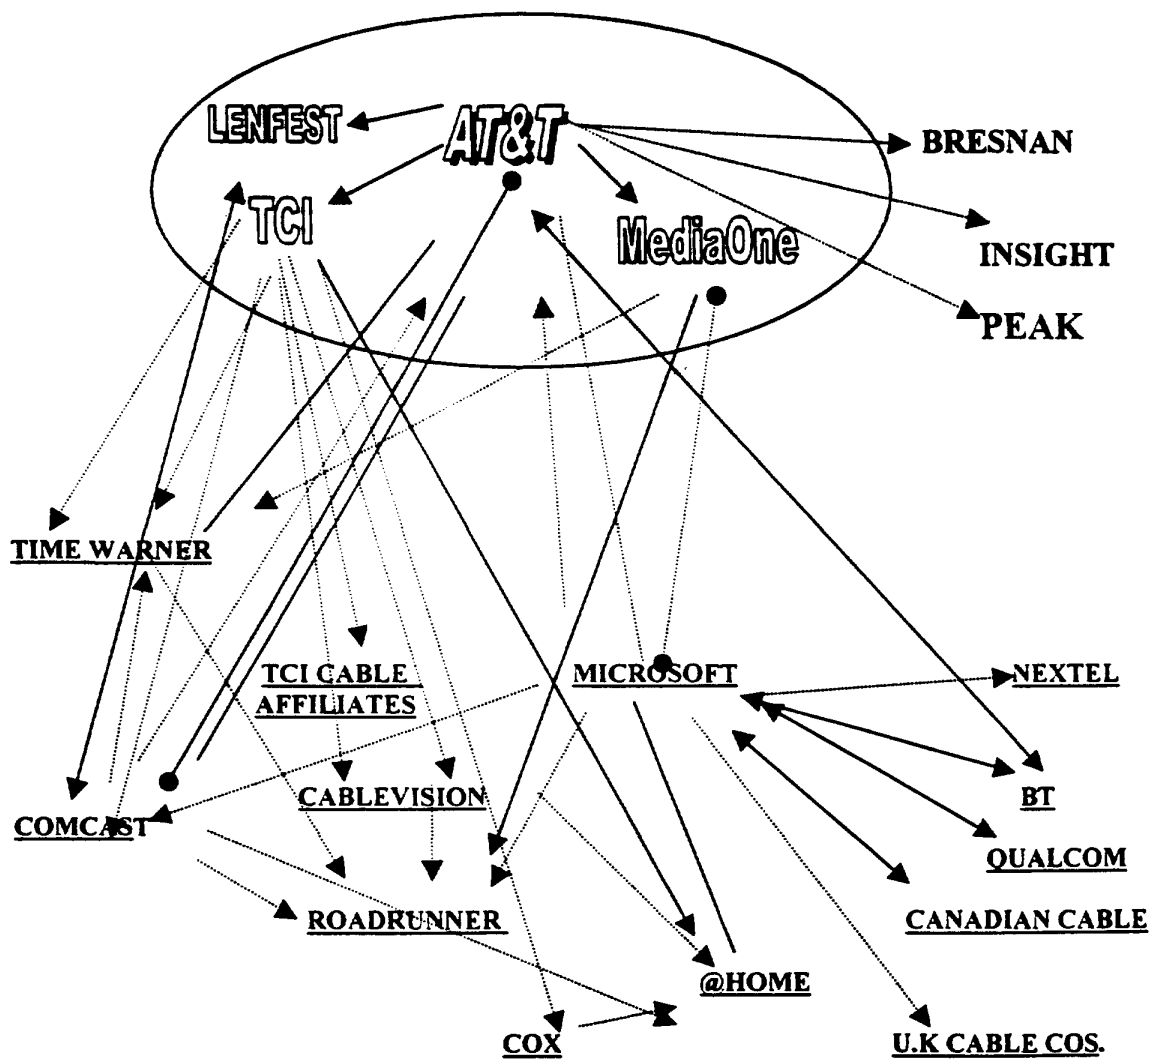 LENFEST
AT&T
BRESNAN
TCI
MediaOne
INSIGHT
PEAK
TIME WARNER
TCI CABLE
AFFILIATES
MICROSOFT
NEXTEL
COMCAST
CABLEVISION
BT
QUALCOM
ROADRUNNER
CANADIAN CABLE
@HOME
COX
U.K CABLE COS.